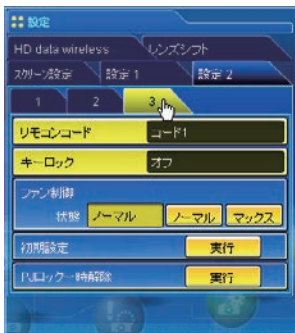 設定
HD data wireless レンズシフト
スクリーン設定 設定 1 設定 2
1 2 3
リモコンコード コード1
キーロック オフ
ファン制御
状態 ノーマル ノーマル マックス
初期設定 実行
PJロック一時解除 実行